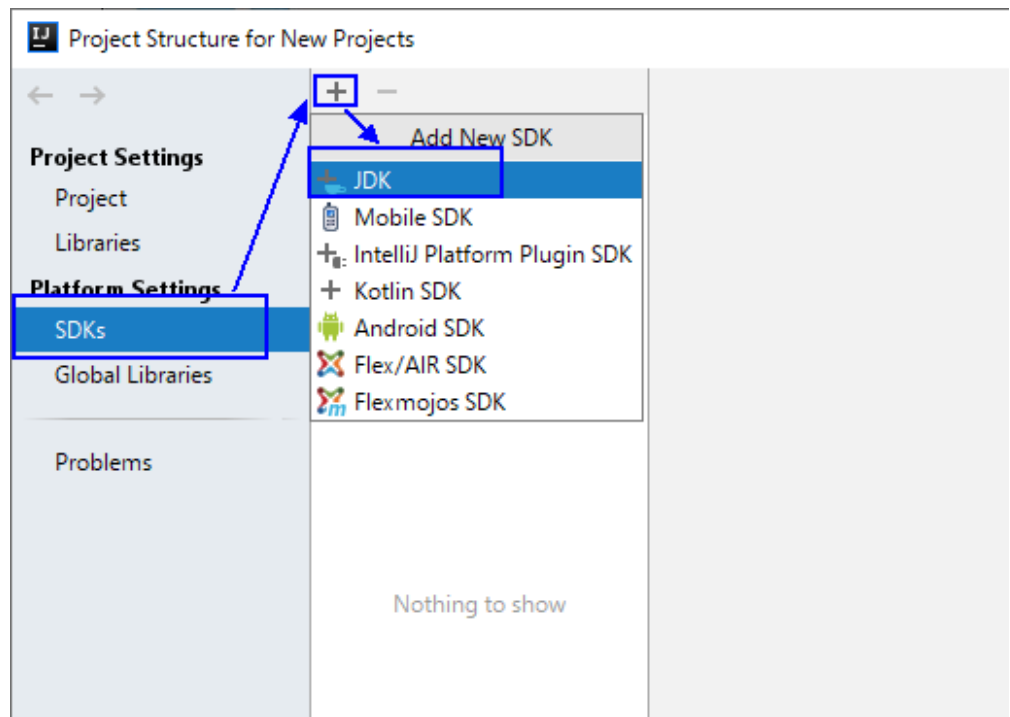 Project Structure for New Projects
Project Settings
Project
Libraries
Platform Settings
SDKs
Global Libraries
Problems
Add New SDK
JDK
Mobile SDK
IntelliJ Platform Plugin SDK
Kotlin SDK
Android SDK
Flex/AIR SDK
Flexmojos SDK
Nothing to show